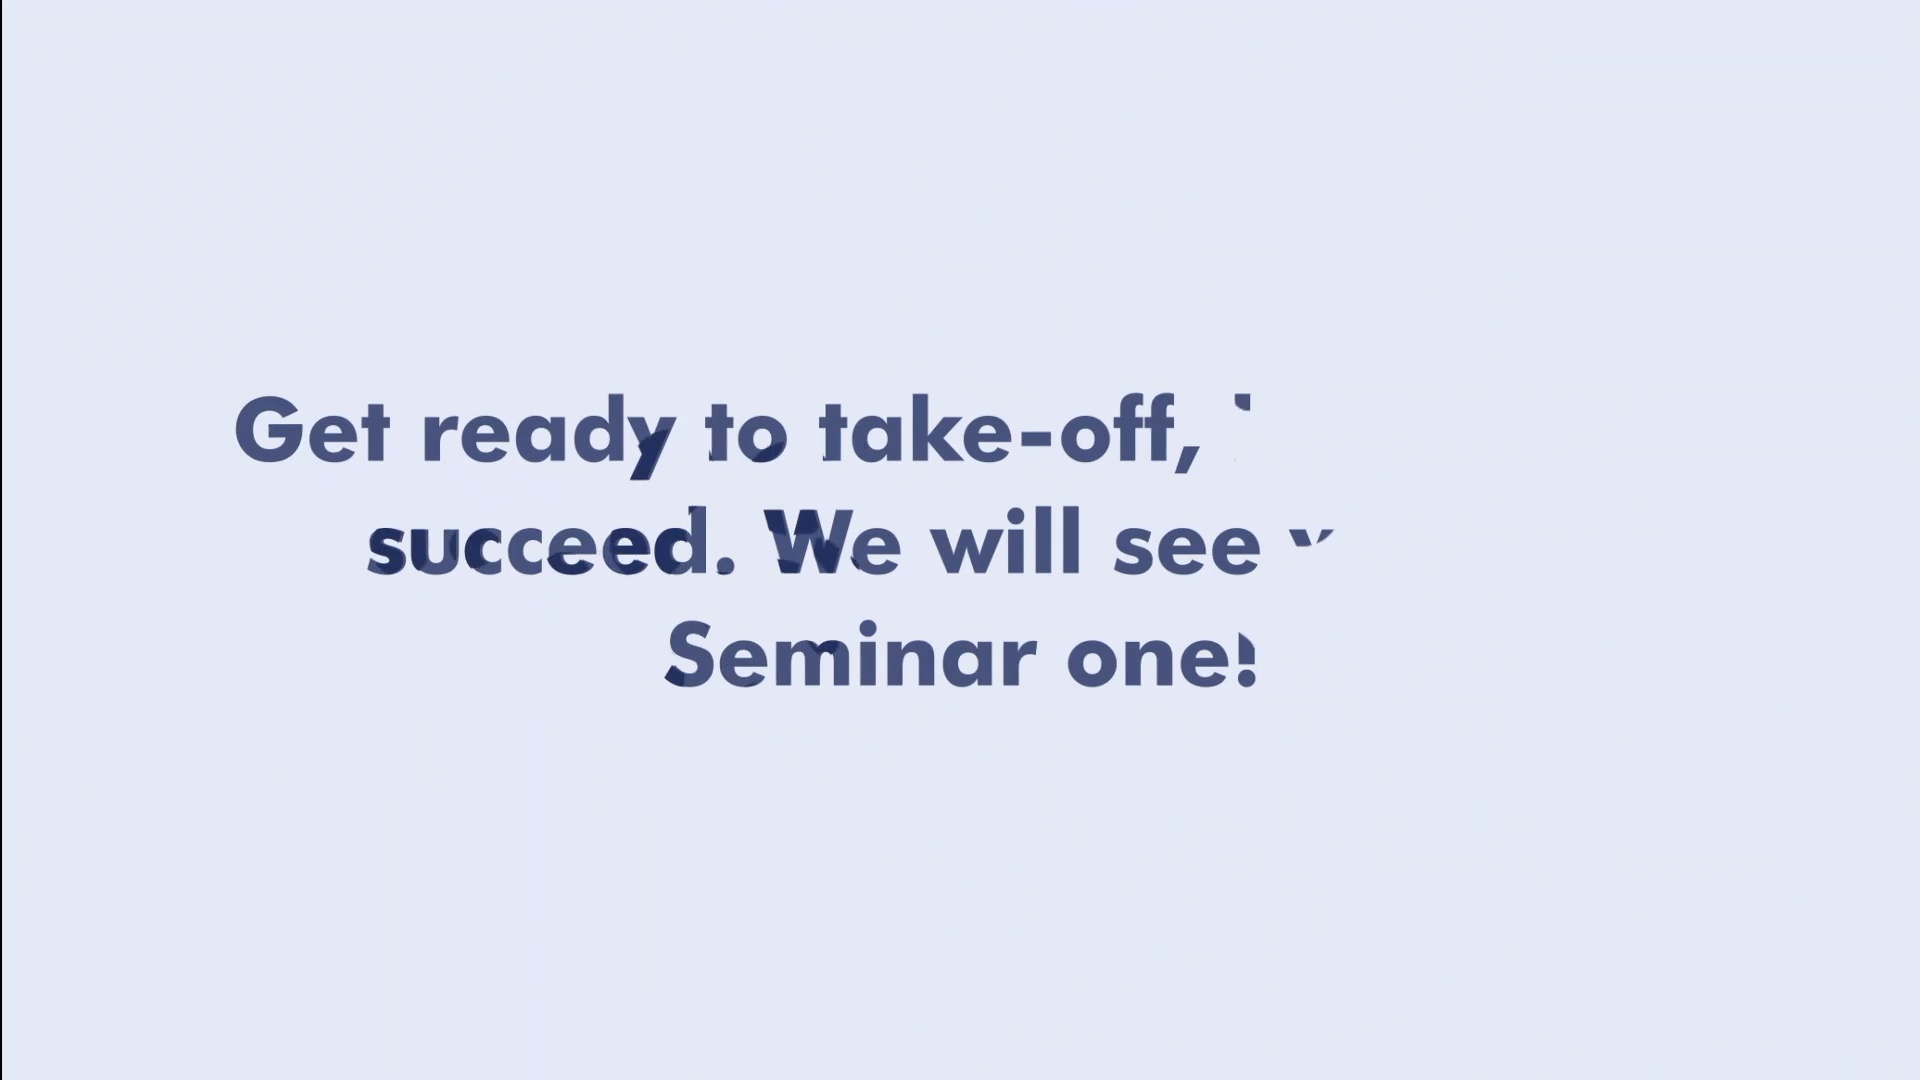 Get ready to take-off,
succeed. We will see
Seminar one!